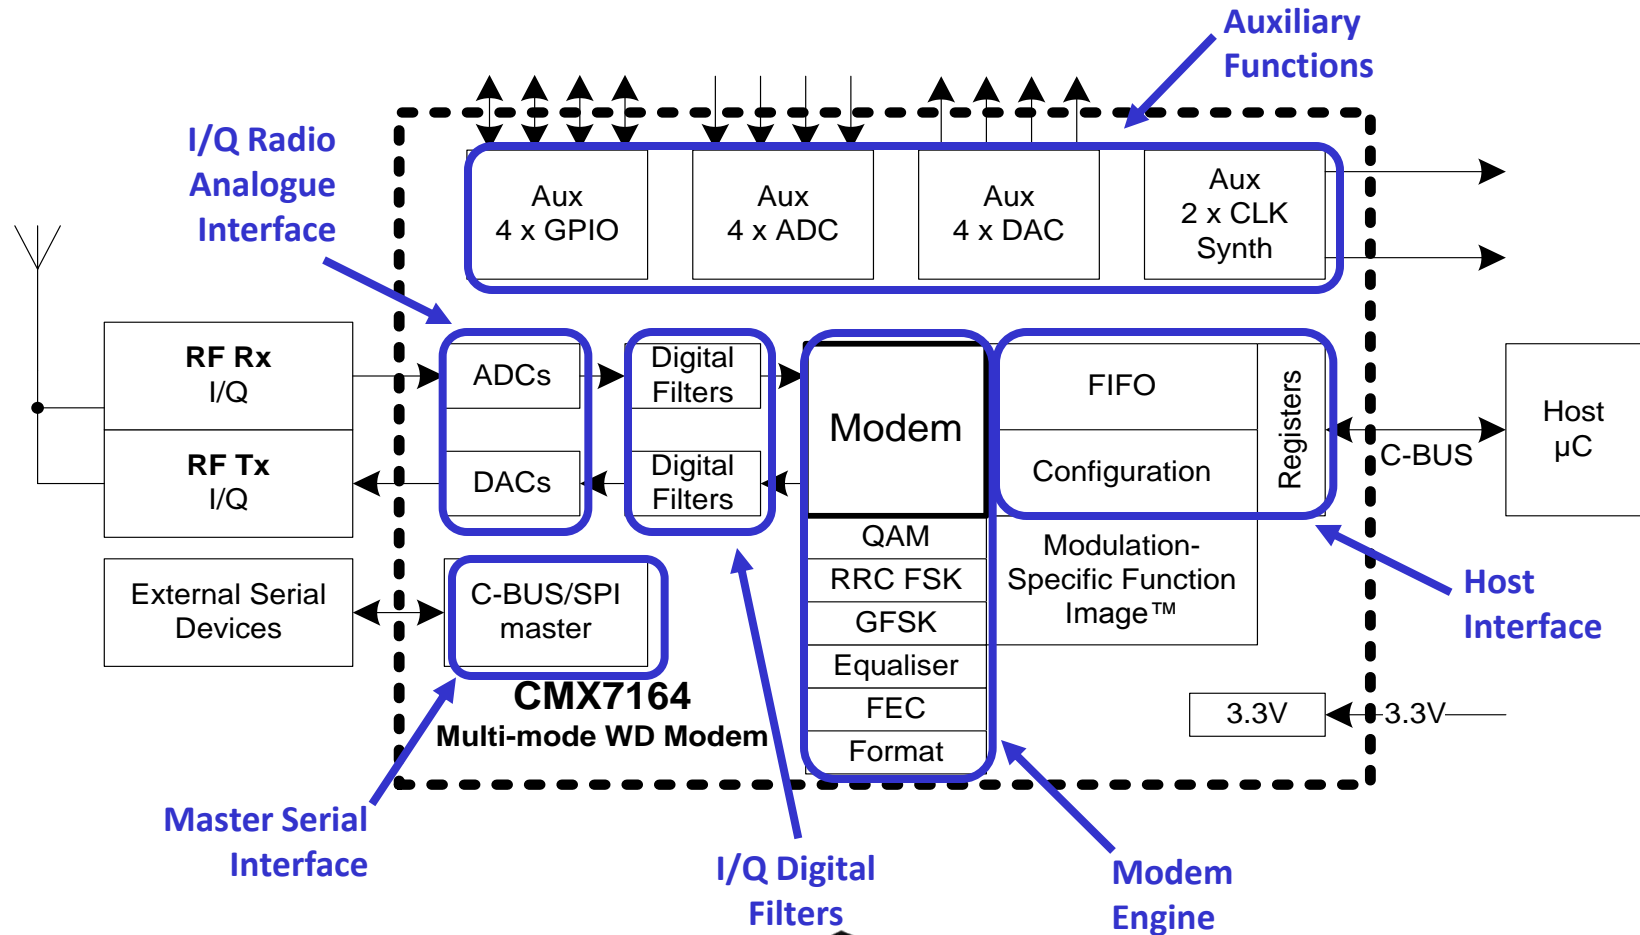 Auxiliary
Functions
I/Q Radio
Analogue
Interface
Aux
4 x GPIO
Aux
4 x ADC
Aux
4 x DAC
Aux
2 x CLK
Synth
RF Rx
I/Q
ADCs
Digital
Filters
Modem
FIFO
Registers
Host
µC
C-BUS
RF Tx
I/Q
DACs
Digital
Filters
Configuration
QAM
RRC FSK
GFSK
Equaliser
FEC
Format
Modulation-
Specific Function
Image™
External Serial
Devices
C-BUS/SPI
master
Host
Interface
CMX7164
Multi-mode WD Modem
3.3V
3.3V
Master Serial
Interface
I/Q Digital
Filters
Modem
Engine